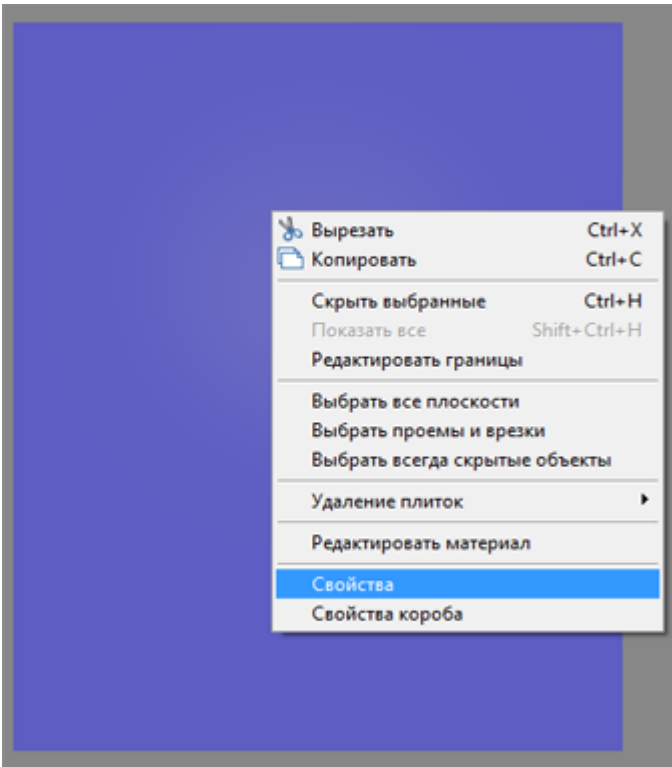 Вырезать Ctrl+X
Копировать Ctrl+C
Скрыть выбранные Ctrl+H
Показать все Shift+Ctrl+H
Редактировать границы
Выбрать все плоскости
Выбрать проемы и врезки
Выбрать всегда скрытые объекты
Удаление плиток
Редактировать материал
Свойства
Свойства короба